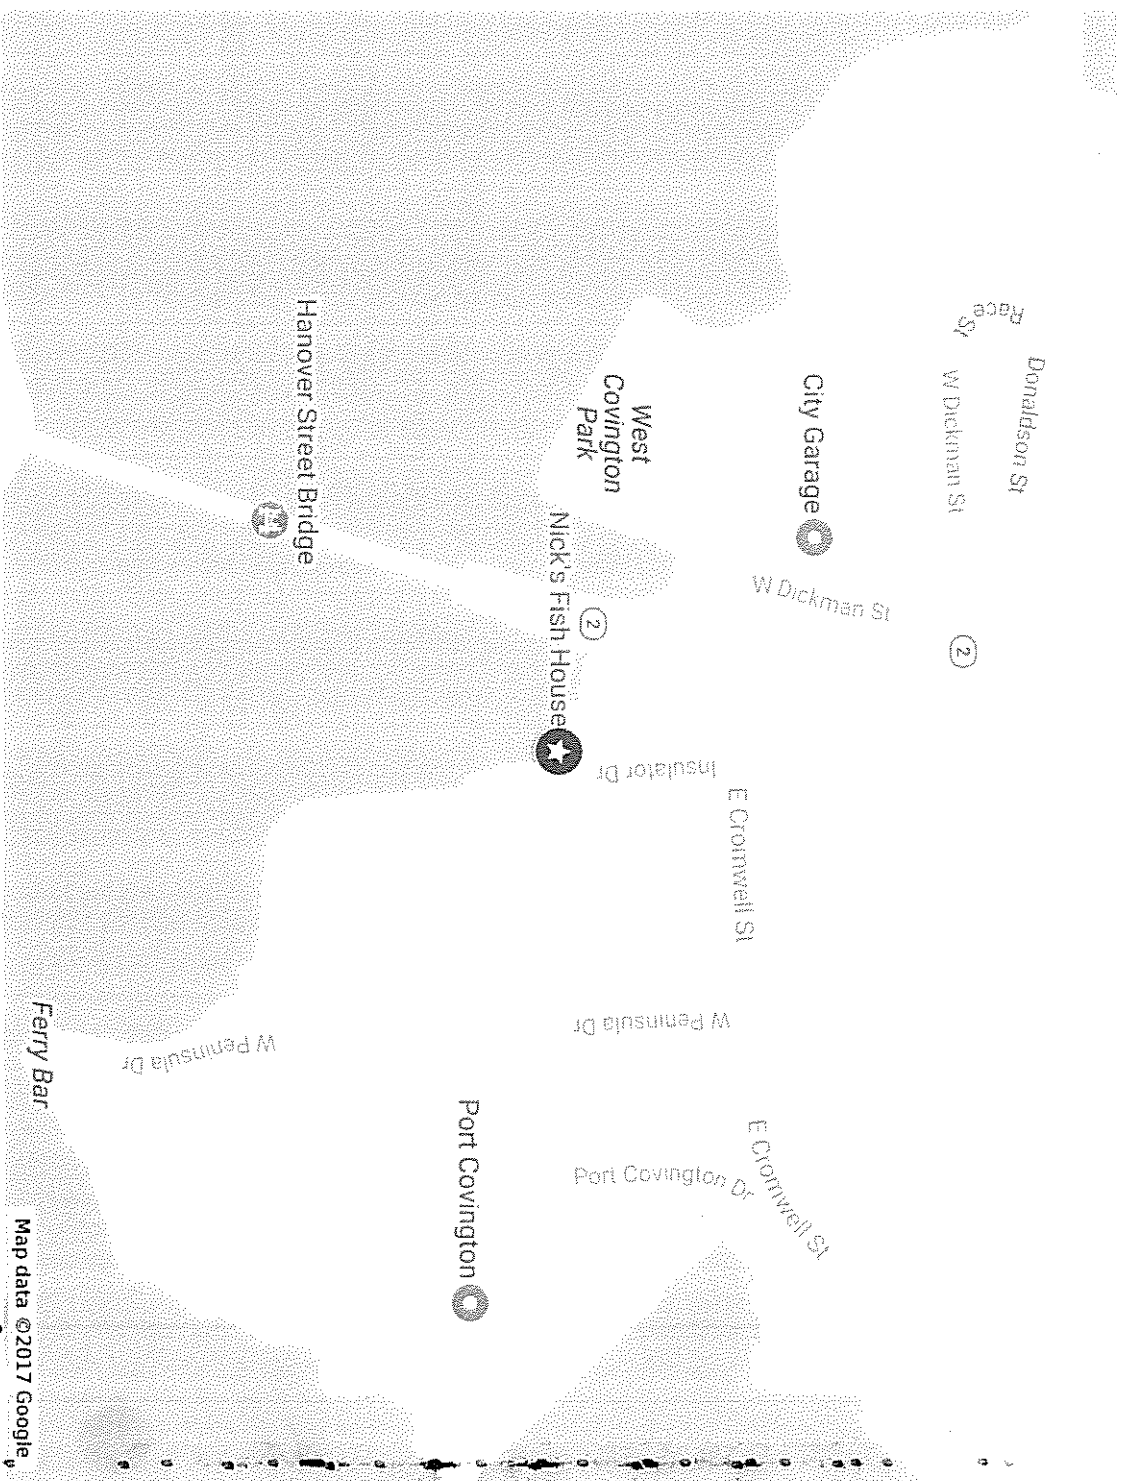 Race St
Donaldson St
W Dickman St
City Garage
W Dickman St
2
West
Covington
Park
2
Nick's Fish House
Hanover Street Bridge
Insulator Dr
E Cromwell St
W Peninsula Dr
W Peninsula Dr
E Cromwell St
Port Covington Dr
Port Covington
Ferry Bar
Map data ©2017 Google